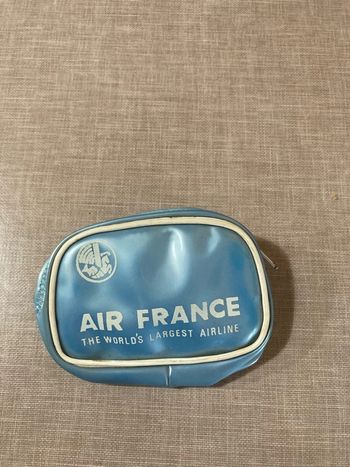 AIR FRANCE
THE WORLD'S LARGEST AIRLINE